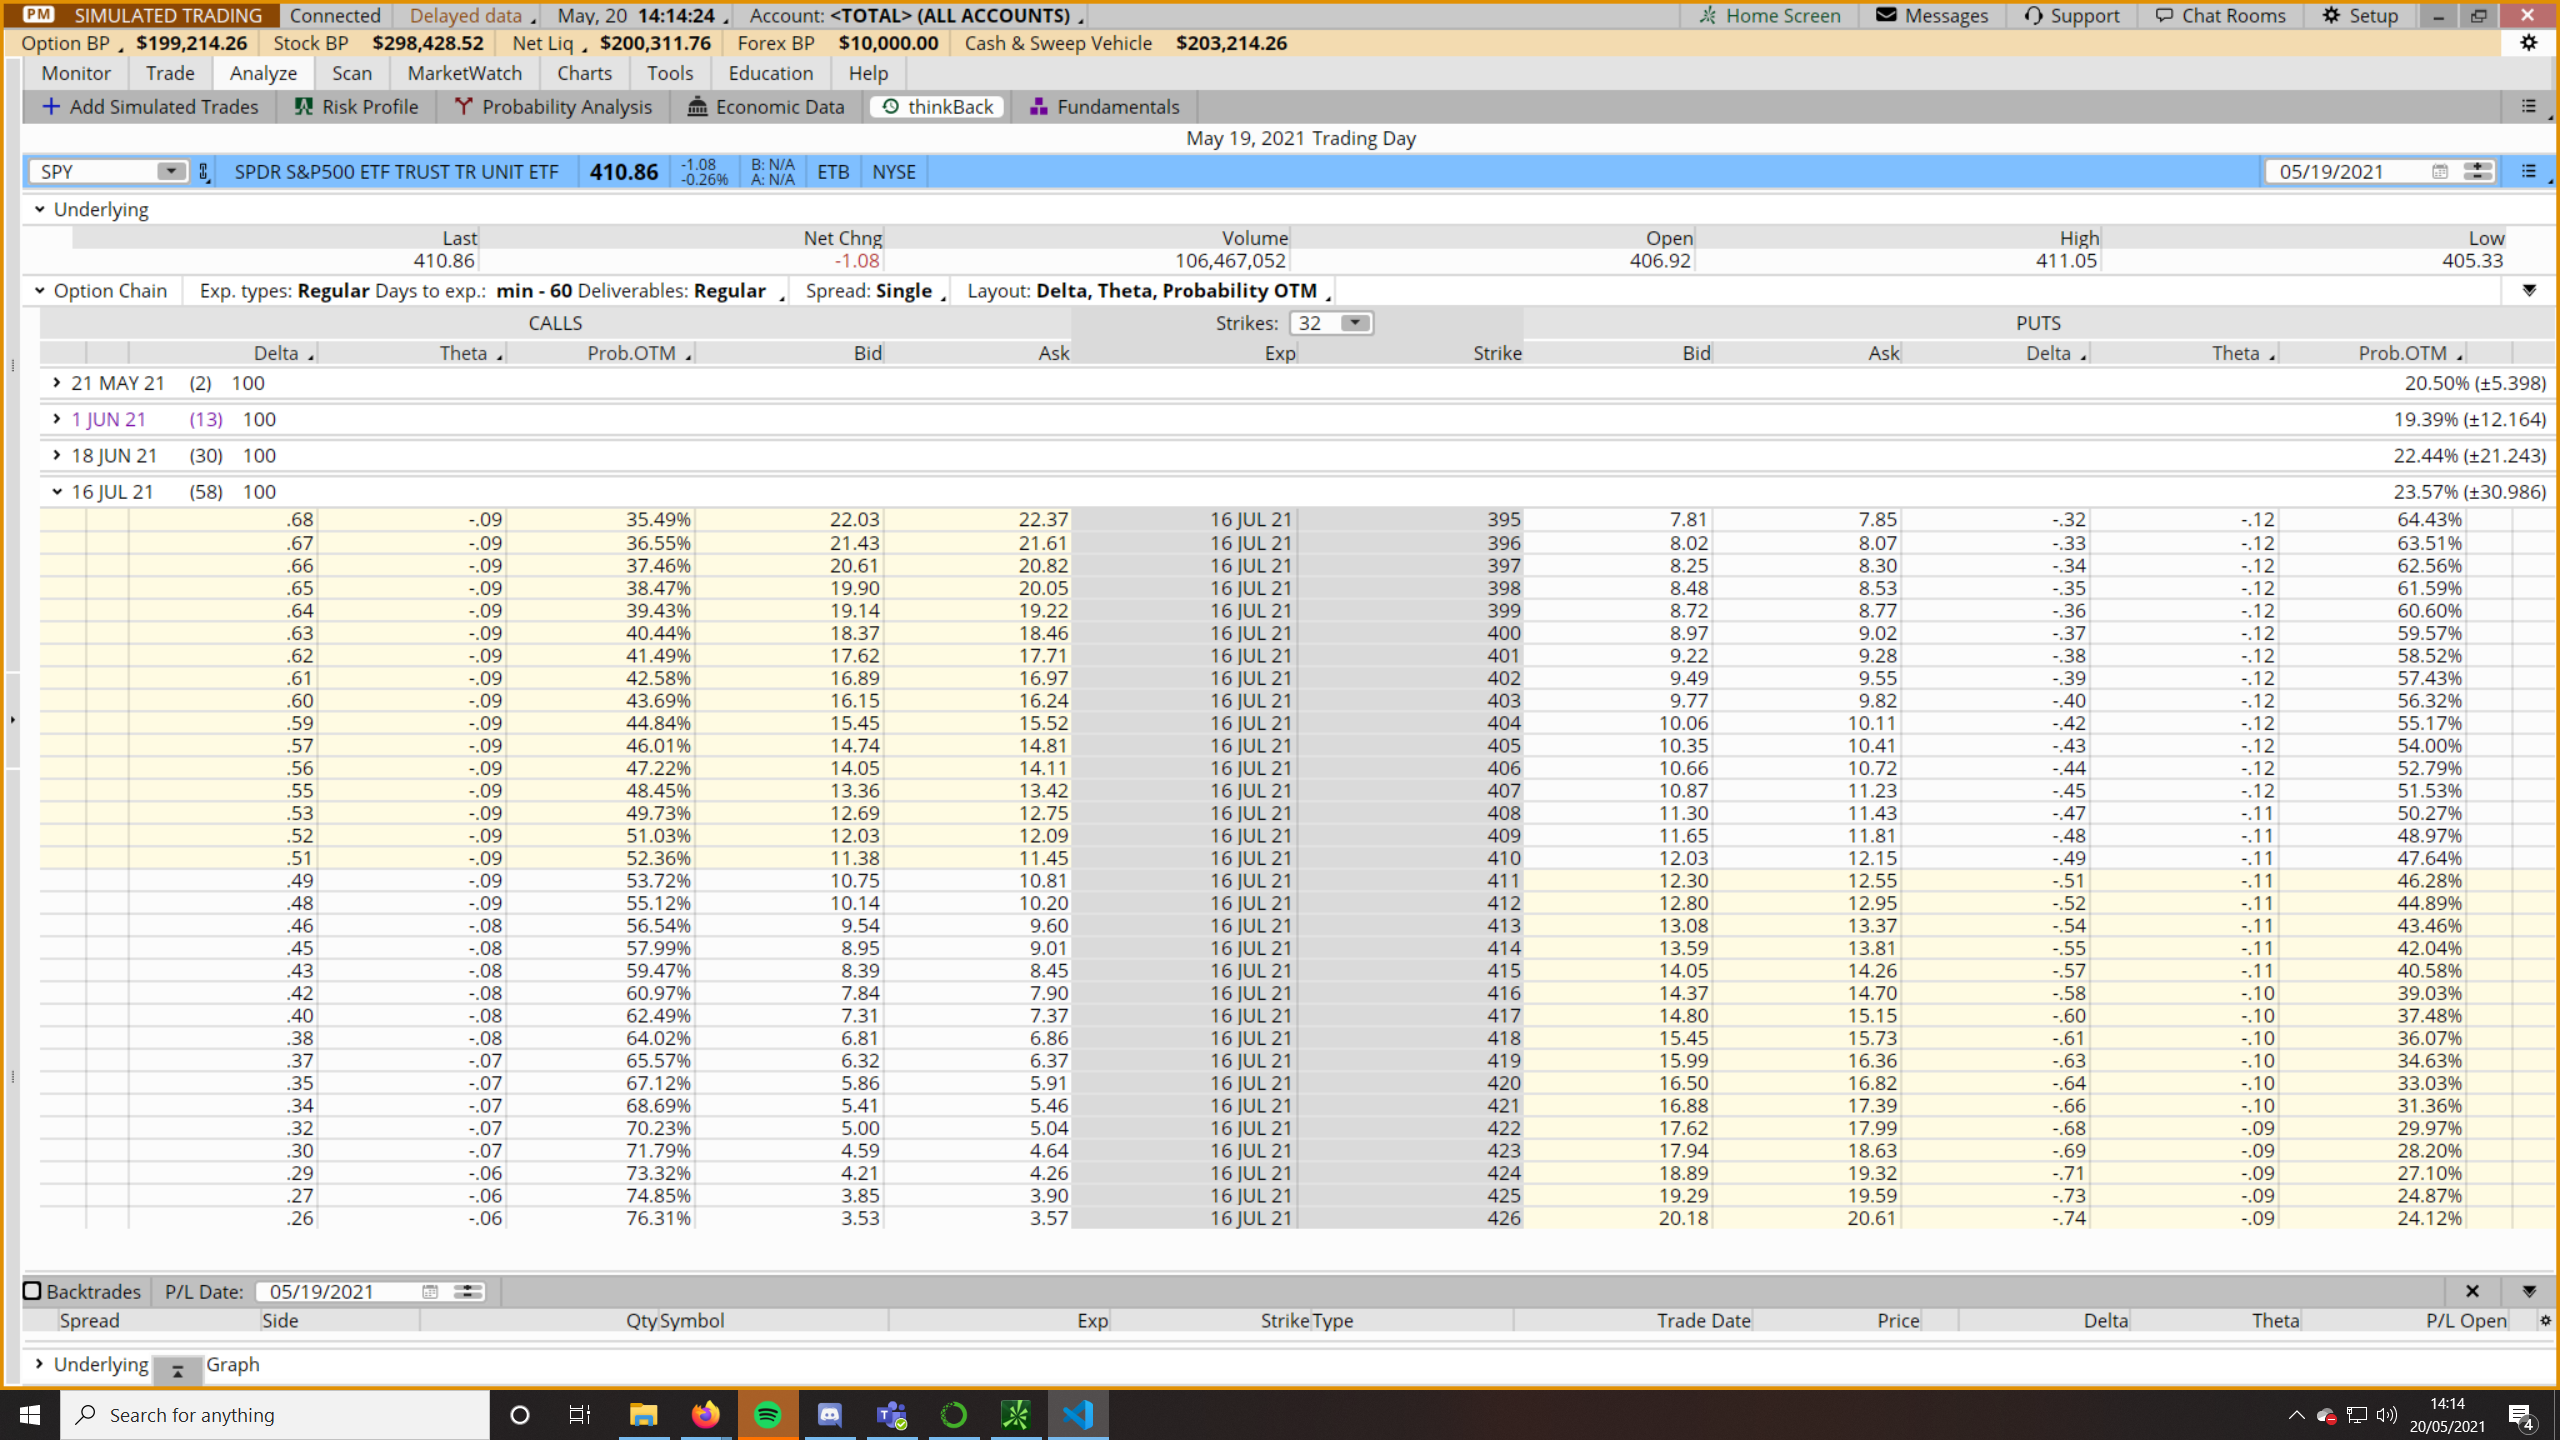 PM SIMULATED TRADING Connected Delayed data May, 20 14:14:24 Account: <TOTAL> (ALL ACCOUNTS) Home Screen Messages Support Chat Rooms Setup
Option BP $199,214.26 Stock BP $298,428.52 Net Liq $200,311.76 Forex BP $10,000.00 Cash & Sweep Vehicle $203,214.26
Monitor Trade Analyze Scan MarketWatch Charts Tools Education Help
Add Simulated Trades Risk Profile Probability Analysis Economic Data thinkBack Fundamentals
May 19, 2021 Trading Day
SPY SPDR S&P500 ETF TRUST TR UNIT ETF 410.86 -1.08 -0.26% B: N/A A: N/A ETB NYSE 05/19/2021
Underlying
Last Net Chng Volume Open High Low
410.86 -1.08 106,467,052 406.92 411.05 405.33
Option Chain Exp. types: Regular Days to exp.: min - 60 Deliverables: Regular Spread: Single Layout: Delta, Theta, Probability OTM
CALLS Strikes: 32 PUTS
Delta Theta Prob.OTM Bid Ask Exp Strike Bid Ask Delta Theta Prob.OTM
21 MAY 21 (2) 100 20.50% (±5.398)
1 JUN 21 (13) 100 19.39% (±12.164)
18 JUN 21 (30) 100 22.44% (±21.243)
16 JUL 21 (58) 100 23.57% (±30.986)
.68 -.09 35.49% 22.03 22.37 16 JUL 21 395 7.81 7.85 -.32 -.12 64.43%
.67 -.09 36.55% 21.43 21.61 16 JUL 21 396 8.02 8.07 -.33 -.12 63.51%
.66 -.09 37.46% 20.61 20.82 16 JUL 21 397 8.25 8.30 -.34 -.12 62.56%
.65 -.09 38.47% 19.90 20.05 16 JUL 21 398 8.48 8.53 -.35 -.12 61.59%
.64 -.09 39.43% 19.14 19.22 16 JUL 21 399 8.72 8.77 -.36 -.12 60.60%
.63 -.09 40.44% 18.37 18.46 16 JUL 21 400 8.97 9.02 -.37 -.12 59.57%
.62 -.09 41.49% 17.62 17.71 16 JUL 21 401 9.22 9.28 -.38 -.12 58.52%
.61 -.09 42.58% 16.89 16.97 16 JUL 21 402 9.49 9.55 -.39 -.12 57.43%
.60 -.09 43.69% 16.15 16.24 16 JUL 21 403 9.77 9.82 -.40 -.12 56.32%
.59 -.09 44.84% 15.45 15.52 16 JUL 21 404 10.06 10.11 -.42 -.12 55.17%
.57 -.09 46.01% 14.74 14.81 16 JUL 21 405 10.35 10.41 -.43 -.12 54.00%
.56 -.09 47.22% 14.05 14.11 16 JUL 21 406 10.66 10.72 -.44 -.12 52.79%
.55 -.09 48.45% 13.36 13.42 16 JUL 21 407 10.87 11.23 -.45 -.12 51.53%
.53 -.09 49.73% 12.69 12.75 16 JUL 21 408 11.30 11.43 -.47 -.11 50.27%
.52 -.09 51.03% 12.03 12.09 16 JUL 21 409 11.65 11.81 -.48 -.11 48.97%
.51 -.09 52.36% 11.38 11.45 16 JUL 21 410 12.03 12.15 -.49 -.11 47.64%
.49 -.09 53.72% 10.75 10.81 16 JUL 21 411 12.30 12.55 -.51 -.11 46.28%
.48 -.09 55.12% 10.14 10.20 16 JUL 21 412 12.80 12.95 -.52 -.11 44.89%
.46 -.08 56.54% 9.54 9.60 16 JUL 21 413 13.08 13.37 -.54 -.11 43.46%
.45 -.08 57.99% 8.95 9.01 16 JUL 21 414 13.59 13.81 -.55 -.11 42.04%
.43 -.08 59.47% 8.39 8.45 16 JUL 21 415 14.05 14.26 -.57 -.11 40.58%
.42 -.08 60.97% 7.84 7.90 16 JUL 21 416 14.37 14.70 -.58 -.10 39.03%
.40 -.08 62.49% 7.31 7.37 16 JUL 21 417 14.80 15.15 -.60 -.10 37.48%
.38 -.08 64.02% 6.81 6.86 16 JUL 21 418 15.45 15.73 -.61 -.10 36.07%
.37 -.07 65.57% 6.32 6.37 16 JUL 21 419 15.99 16.36 -.63 -.10 34.63%
.35 -.07 67.12% 5.86 5.91 16 JUL 21 420 16.50 16.82 -.64 -.10 33.03%
.34 -.07 68.69% 5.41 5.46 16 JUL 21 421 16.88 17.39 -.66 -.10 31.36%
.32 -.07 70.23% 5.00 5.04 16 JUL 21 422 17.62 17.99 -.68 -.09 29.97%
.30 -.07 71.79% 4.59 4.64 16 JUL 21 423 17.94 18.63 -.69 -.09 28.20%
.29 -.06 73.32% 4.21 4.26 16 JUL 21 424 18.89 19.32 -.71 -.09 27.10%
.27 -.06 74.85% 3.85 3.90 16 JUL 21 425 19.29 19.59 -.73 -.09 24.87%
.26 -.06 76.31% 3.53 3.57 16 JUL 21 426 20.18 20.61 -.74 -.09 24.12%
Backtrades P/L Date: 05/19/2021
Spread Side Qty Symbol Exp Strike Type Trade Date Price Delta Theta P/L Open
Underlying Graph
Search for anything 14:14
20/05/2021 4